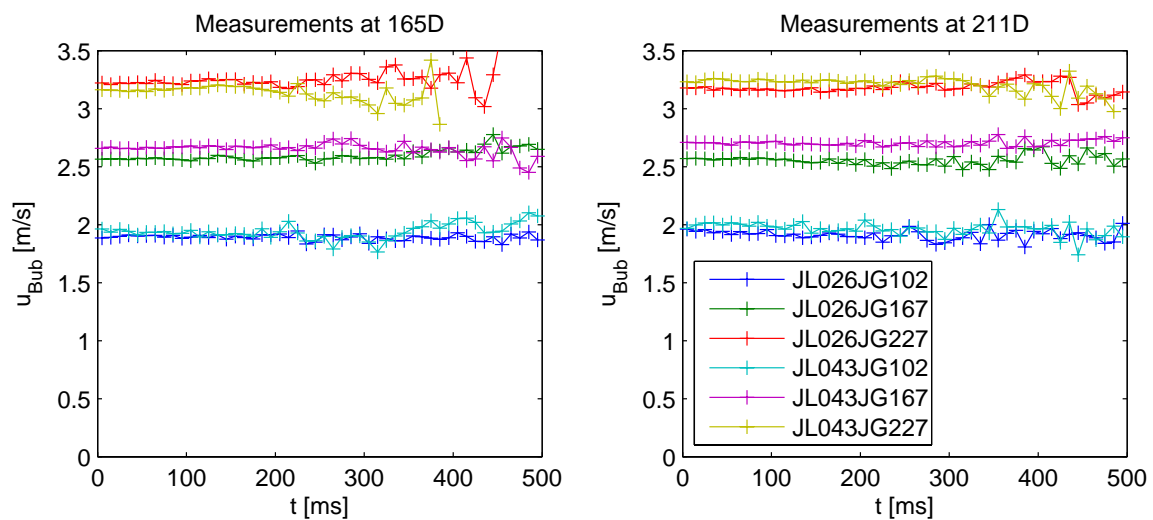 Measurements at 165D
3.5
3
2.5
2
1.5
1
0.5
0
u_Bub [m/s]
0
100
200
300
400
500
t [ms]
Measurements at 211D
3.5
3
2.5
2
1.5
1
0.5
0
u_Bub [m/s]
JL026JG102
JL026JG167
JL026JG227
JL043JG102
JL043JG167
JL043JG227
0
100
200
300
400
500
t [ms]